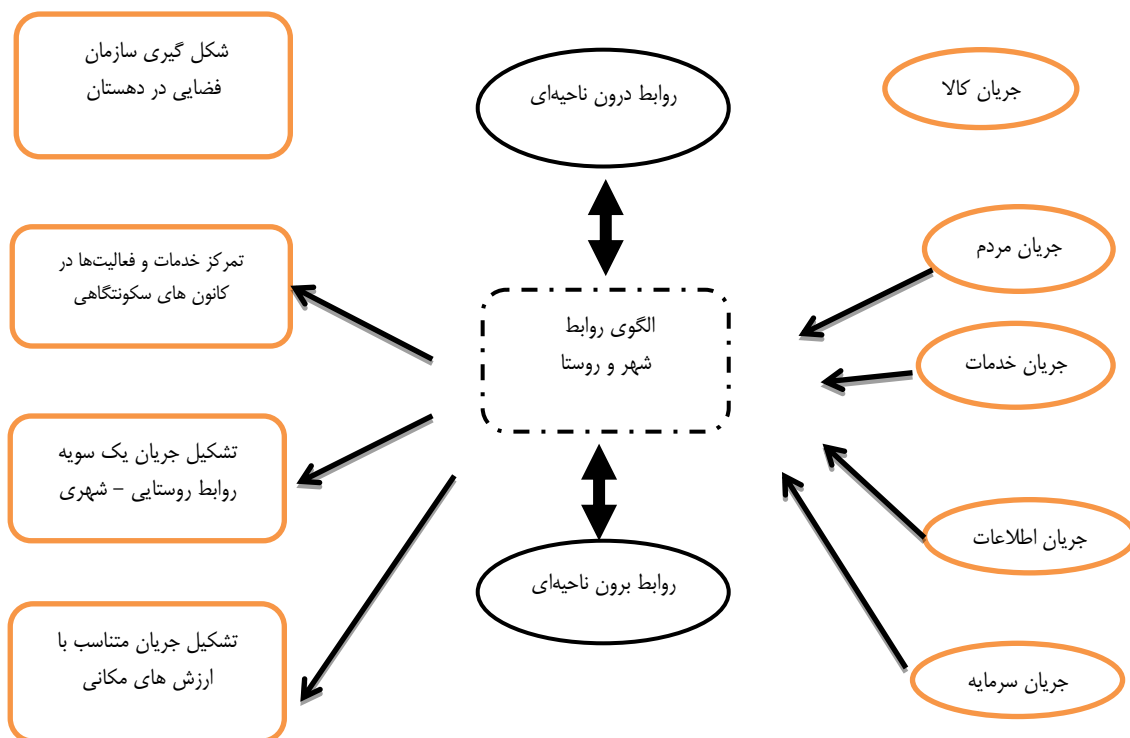 جریان کالا
جریان مردم
جریان خدمات
جریان اطلاعات
جریان سرمایه
روابط درون ناحیه‌ای
الگوی روابط
شهر و روستا
روابط برون ناحیه‌ای
شکل گیری سازمان
فضایی در دهستان
تمرکز خدمات و فعالیت‌ها در
کانون های سکونتگاهی
تشکیل جریان یک سویه
روابط روستایی – شهری
تشکیل جریان متناسب با
ارزش های مکانی